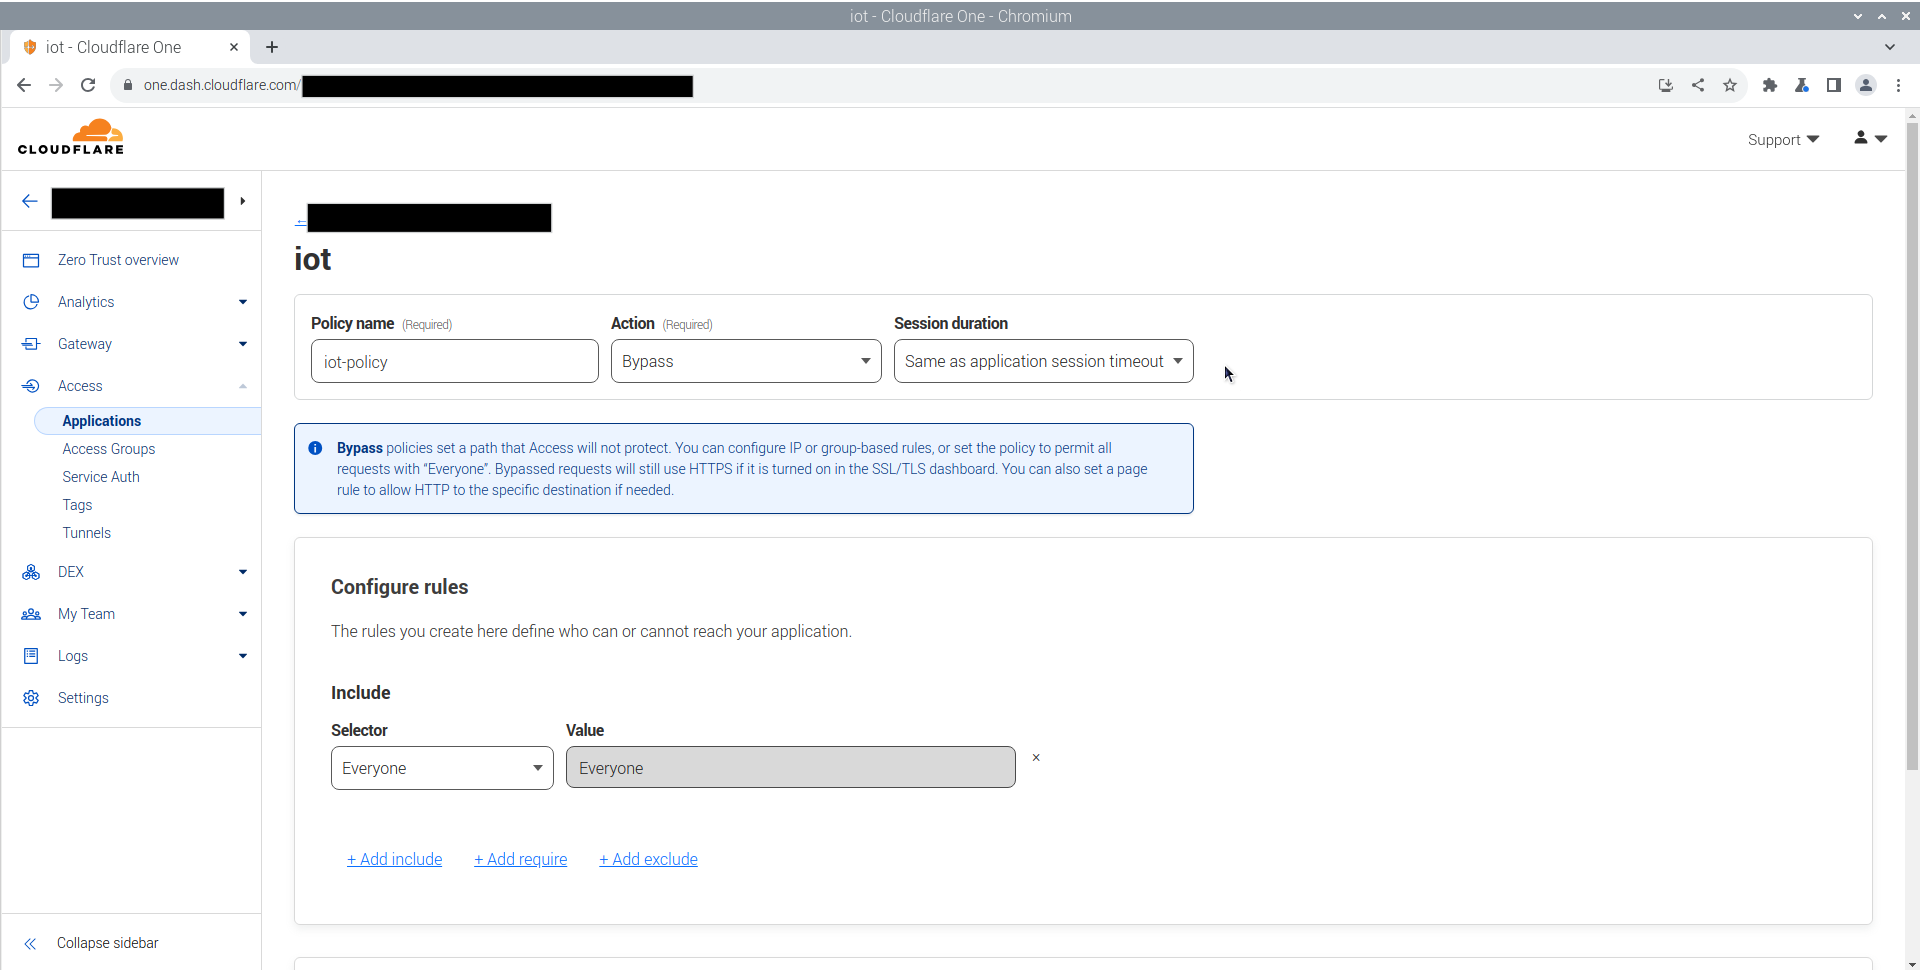 iot - Cloudflare One - Chromium
iot - Cloudflare One
one.dash.cloudflare.com/
CLOUDFLARE
Support
Zero Trust overview
Analytics
Gateway
Access
Applications
Access Groups
Service Auth
Tags
Tunnels
DEX
My Team
Logs
Settings
Collapse sidebar
←
iot
Policy name (Required)
Action (Required)
Session duration
iot-policy
Bypass
Same as application session timeout
Bypass policies set a path that Access will not protect. You can configure IP or group-based rules, or set the policy to permit all
requests with “Everyone”. Bypassed requests will still use HTTPS if it is turned on in the SSL/TLS dashboard. You can also set a page
rule to allow HTTP to the specific destination if needed.
Configure rules
The rules you create here define who can or cannot reach your application.
Include
Selector
Value
Everyone
Everyone
×
+ Add include
+ Add require
+ Add exclude